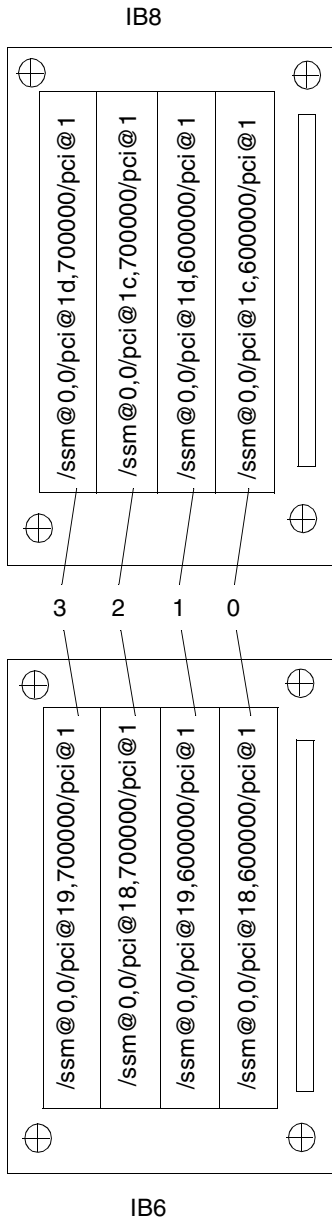 IB8
/ssm@0,0/pci@1d,700000/pci@1
/ssm@0,0/pci@1c,700000/pci@1
/ssm@0,0/pci@1d,600000/pci@1
/ssm@0,0/pci@1c,600000/pci@1
3 2 1 0
/ssm@0,0/pci@19,700000/pci@1
/ssm@0,0/pci@18,700000/pci@1
/ssm@0,0/pci@19,600000/pci@1
/ssm@0,0/pci@18,600000/pci@1
IB6